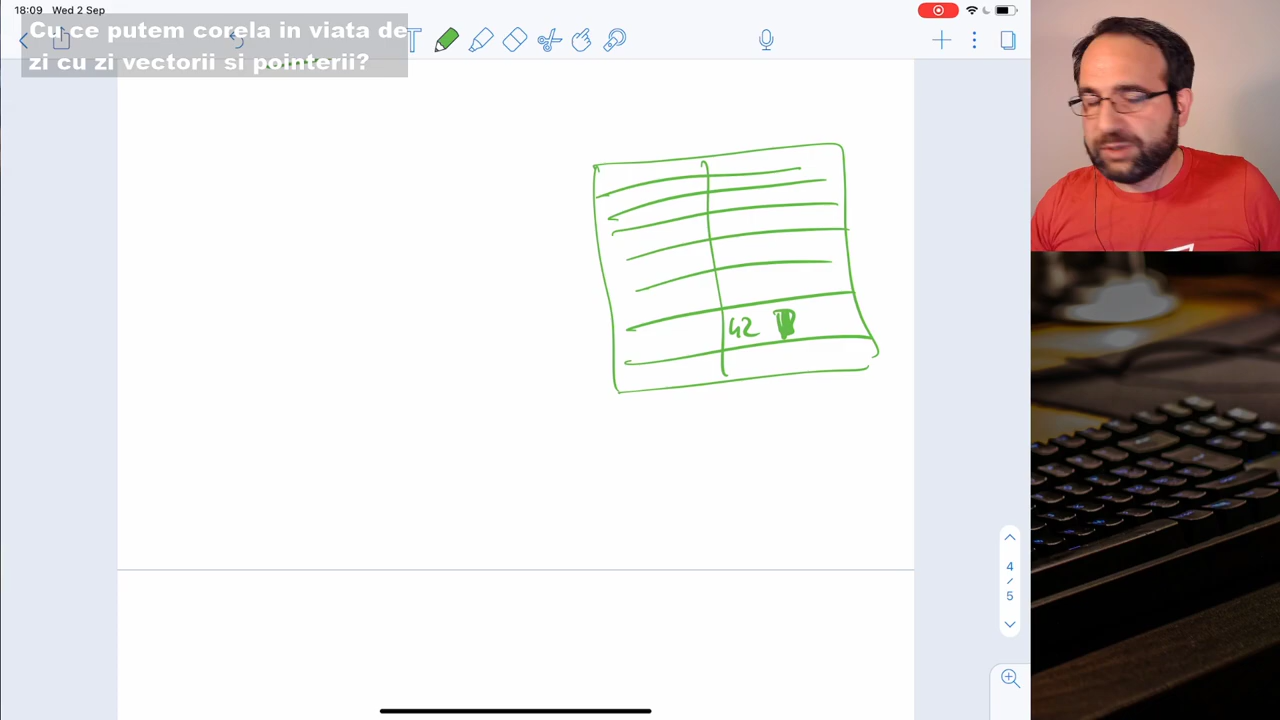 18:09 Wed 2 Sep
Cu ce putem corela in viata de
zi cu zi vectorii si pointerii?
T
42
4
/
5